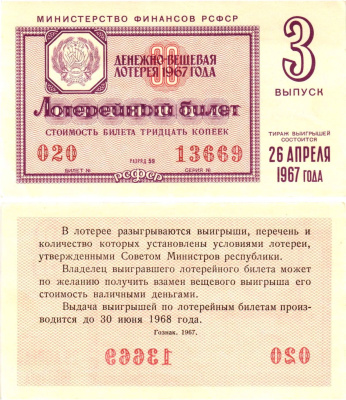 МИНИСТЕРСТВО ФИНАНСОВ РСФСР
ДЕНЕЖНО-ВЕЩЕВАЯ
ЛОТЕРЕЯ 1967 ГОДА
30
Лотерейный билет
СТОИМОСТЬ БИЛЕТА ТРИДЦАТЬ КОПЕЕК
020
РАЗРЯД 58
13669
БИЛЕТ №
СЕРИЯ №
РСФСР
3
ВЫПУСК
ТИРАЖ ВЫИГРЫШЕЙ
СОСТОИТСЯ
26 АПРЕЛЯ
1967 ГОДА
В лотерее разыгрываются выигрыши, перечень и
количество которых установлены условиями лотереи,
утвержденными Советом Министров республики.
Владелец выигравшего лотерейного билета может
по желанию получить взамен вещевого выигрыша его
стоимость наличными деньгами.
Выдача выигрышей по лотерейным билетам произ-
водится до 30 июня 1968 года.
Гознак. 1967.
13669
020